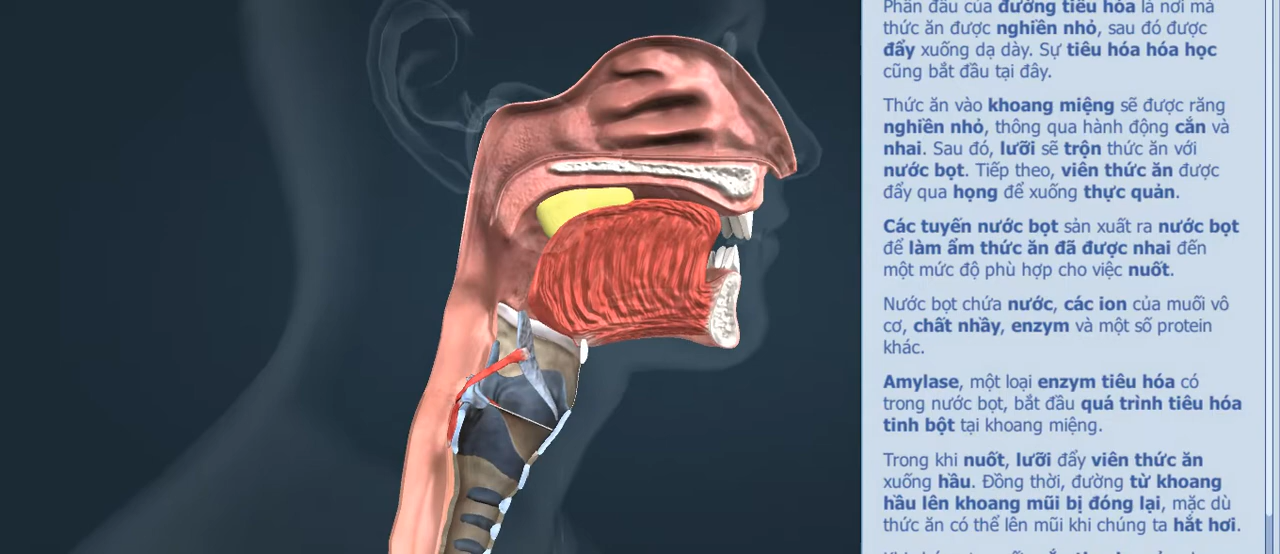 Phần đầu của đường tiêu hóa là nơi mà
thức ăn được nghiền nhỏ, sau đó được
đẩy xuống dạ dày. Sự tiêu hóa hóa học
cũng bắt đầu tại đây.
Thức ăn vào khoang miệng sẽ được răng
nghiền nhỏ, thông qua hành động cắn và
nhai. Sau đó, lưỡi sẽ trộn thức ăn với
nước bọt. Tiếp theo, viên thức ăn được
đẩy qua họng để xuống thực quản.
Các tuyến nước bọt sản xuất ra nước bọt
để làm ẩm thức ăn đã được nhai đến
một mức độ phù hợp cho việc nuốt.
Nước bọt chứa nước, các ion của muối vô
cơ, chất nhầy, enzym và một số protein
khác.
Amylase, một loại enzym tiêu hóa có
trong nước bọt, bắt đầu quá trình tiêu hóa
tinh bột tại khoang miệng.
Trong khi nuốt, lưỡi đẩy viên thức ăn
xuống hầu. Đồng thời, đường từ khoang
hầu lên khoang mũi bị đóng lại, mặc dù
thức ăn có thể lên mũi khi chúng ta hắt hơi.